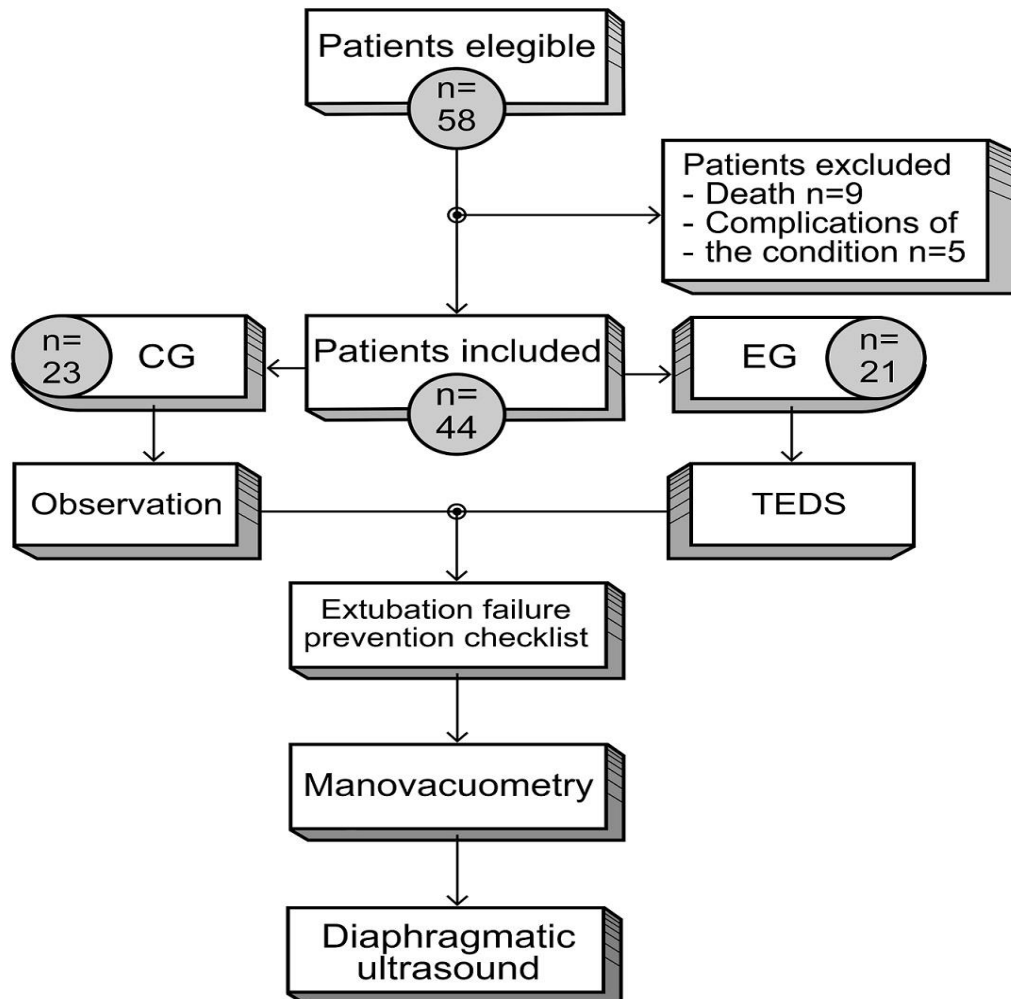 Patients elegible
n=
58
Patients excluded
- Death n=9
- Complications of
- the condition n=5
n=
23
CG
Patients included
n=
44
EG
n=
21
Observation
TEDS
Extubation failure
prevention checklist
Manovacuometry
Diaphragmatic
ultrasound